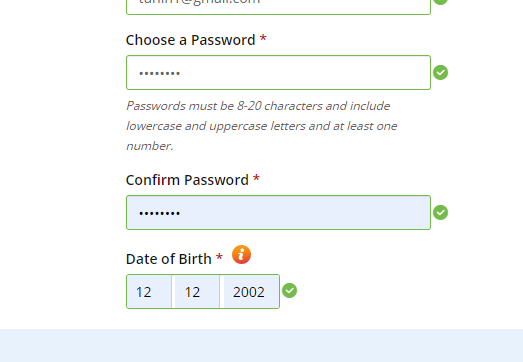 Choose a Password *
••••••••
Passwords must be 8-20 characters and include
lowercase and uppercase letters and at least one
number.
Confirm Password *
••••••••
Date of Birth * i
12 12 2002